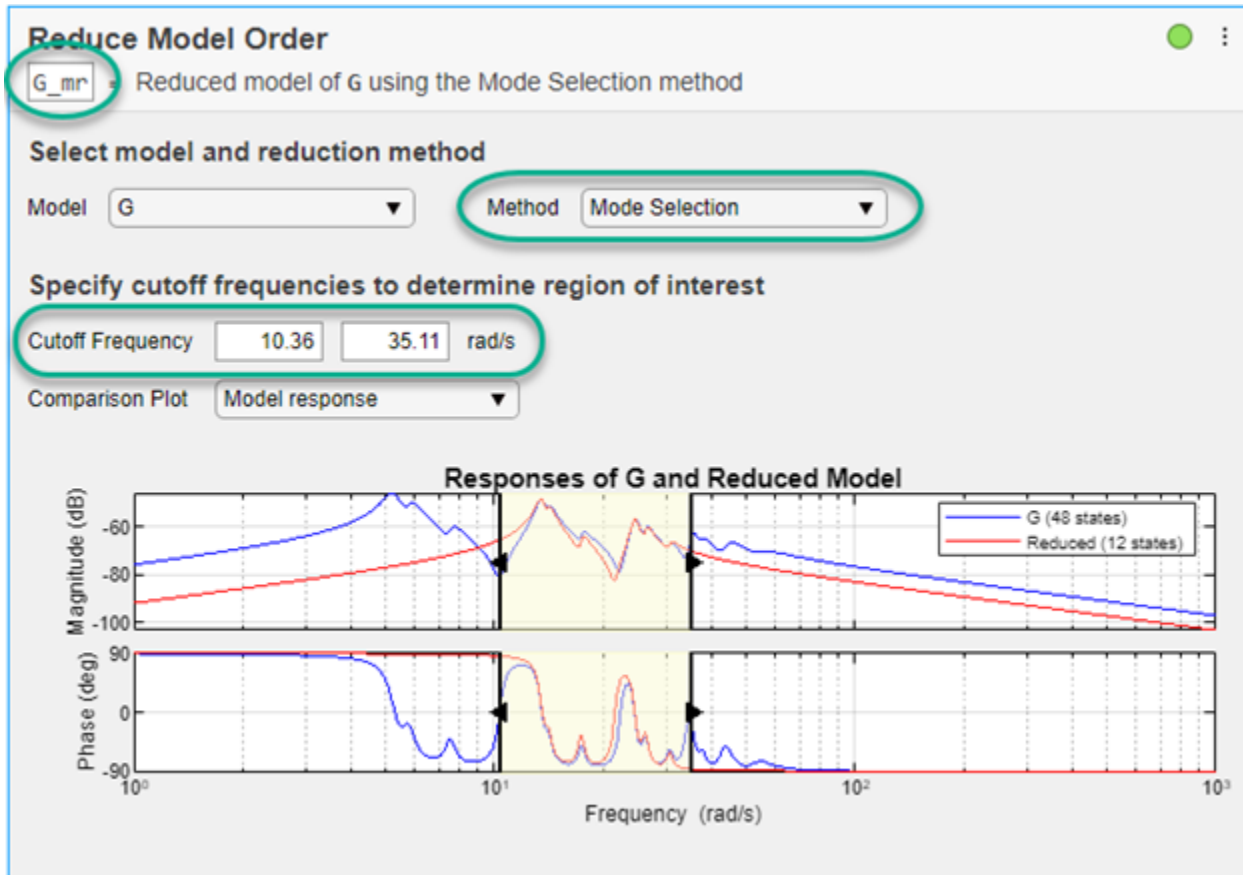 Reduce Model Order
G_mr = Reduced model of G using the Mode Selection method
Select model and reduction method
Model G Method Mode Selection
Specify cutoff frequencies to determine region of interest
Cutoff Frequency 10.36 35.11 rad/s
Comparison Plot Model response
Responses of G and Reduced Model
Magnitude (dB)
-60
-80
-100
G (48 states)
Reduced (12 states)
Phase (deg)
90
0
-90
10⁰ 10¹ 10² 10³
Frequency (rad/s)